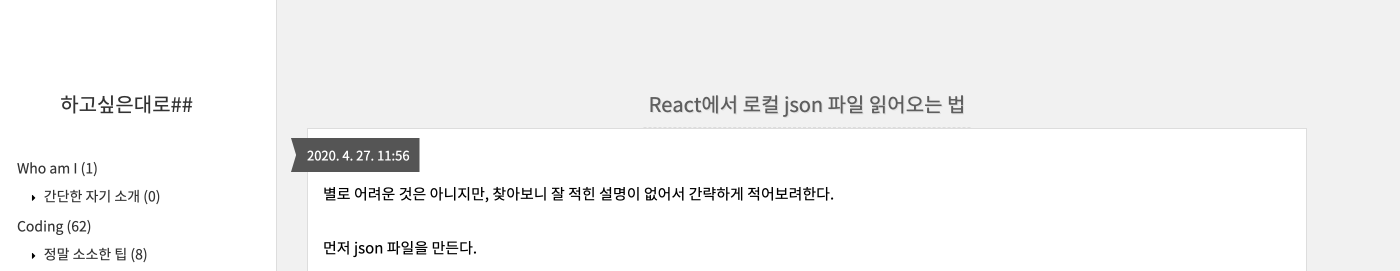 하고싶은대로##
Who am I (1)
간단한 자기 소개 (0)
Coding (62)
정말 소소한 팁 (8)
React에서 로컬 json 파일 읽어오는 법
2020. 4. 27. 11:56
별로 어려운 것은 아니지만, 찾아보니 잘 적힌 설명이 없어서 간략하게 적어보려한다.
먼저 json 파일을 만든다.